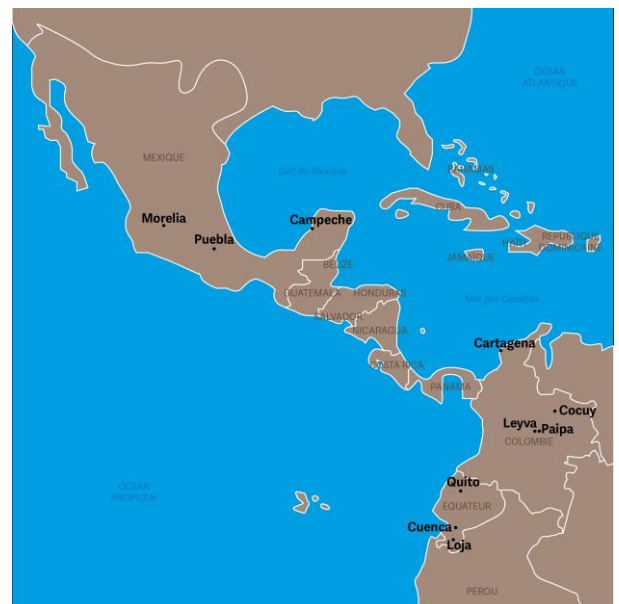 OCEAN
ATLANTIQUE
MEXIQUE
Golf du Mexique
BAHAMAS
CUBA
Morelia
Campeche
Puebla
HAITI
REPUBLIQUE
DOMINICAINE
JAMAÏQUE
BELIZE
GUATEMALA
HONDURAS
Mer des Caraïbes
SALVADOR
NICARAGUA
Cartagena
COSTA RICA
PANAMA
Cocuy
Leyva
Paipa
COLOMBIE
Quito
OCEAN
PACIFIQUE
EQUATEUR
Cuenca
Loja
PEROU